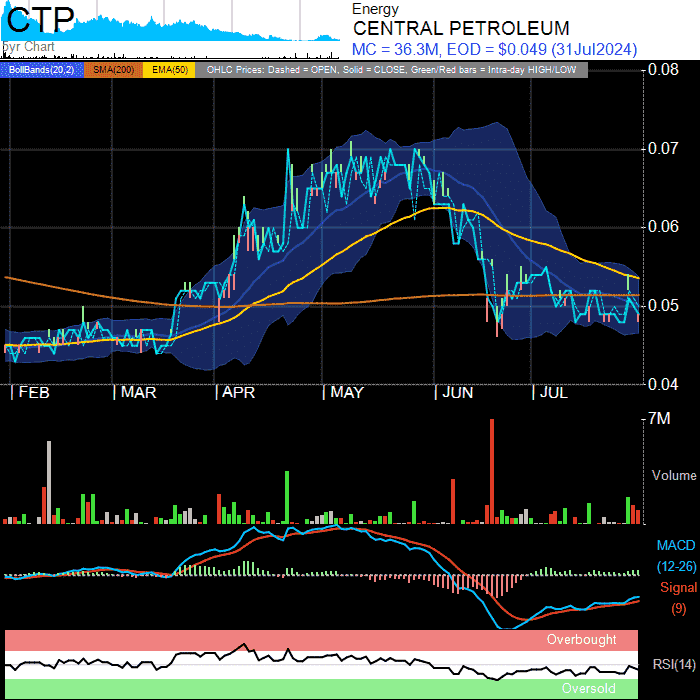 CTP
5yr Chart
Energy
CENTRAL PETROLEUM
MC = 36.3M, EOD = $0.049 (31Jul2024)
BollBands(20,2) SMA(200) EMA(50) OHLC Prices: Dashed = OPEN, Solid = CLOSE, Green/Red bars = Intra-day HIGH/LOW
0.08
0.07
0.06
0.05
0.04
FEB MAR APR MAY JUN JUL
7M
Volume
MACD
(12-26)
Signal
(9)
Overbought
RSI(14)
Oversold